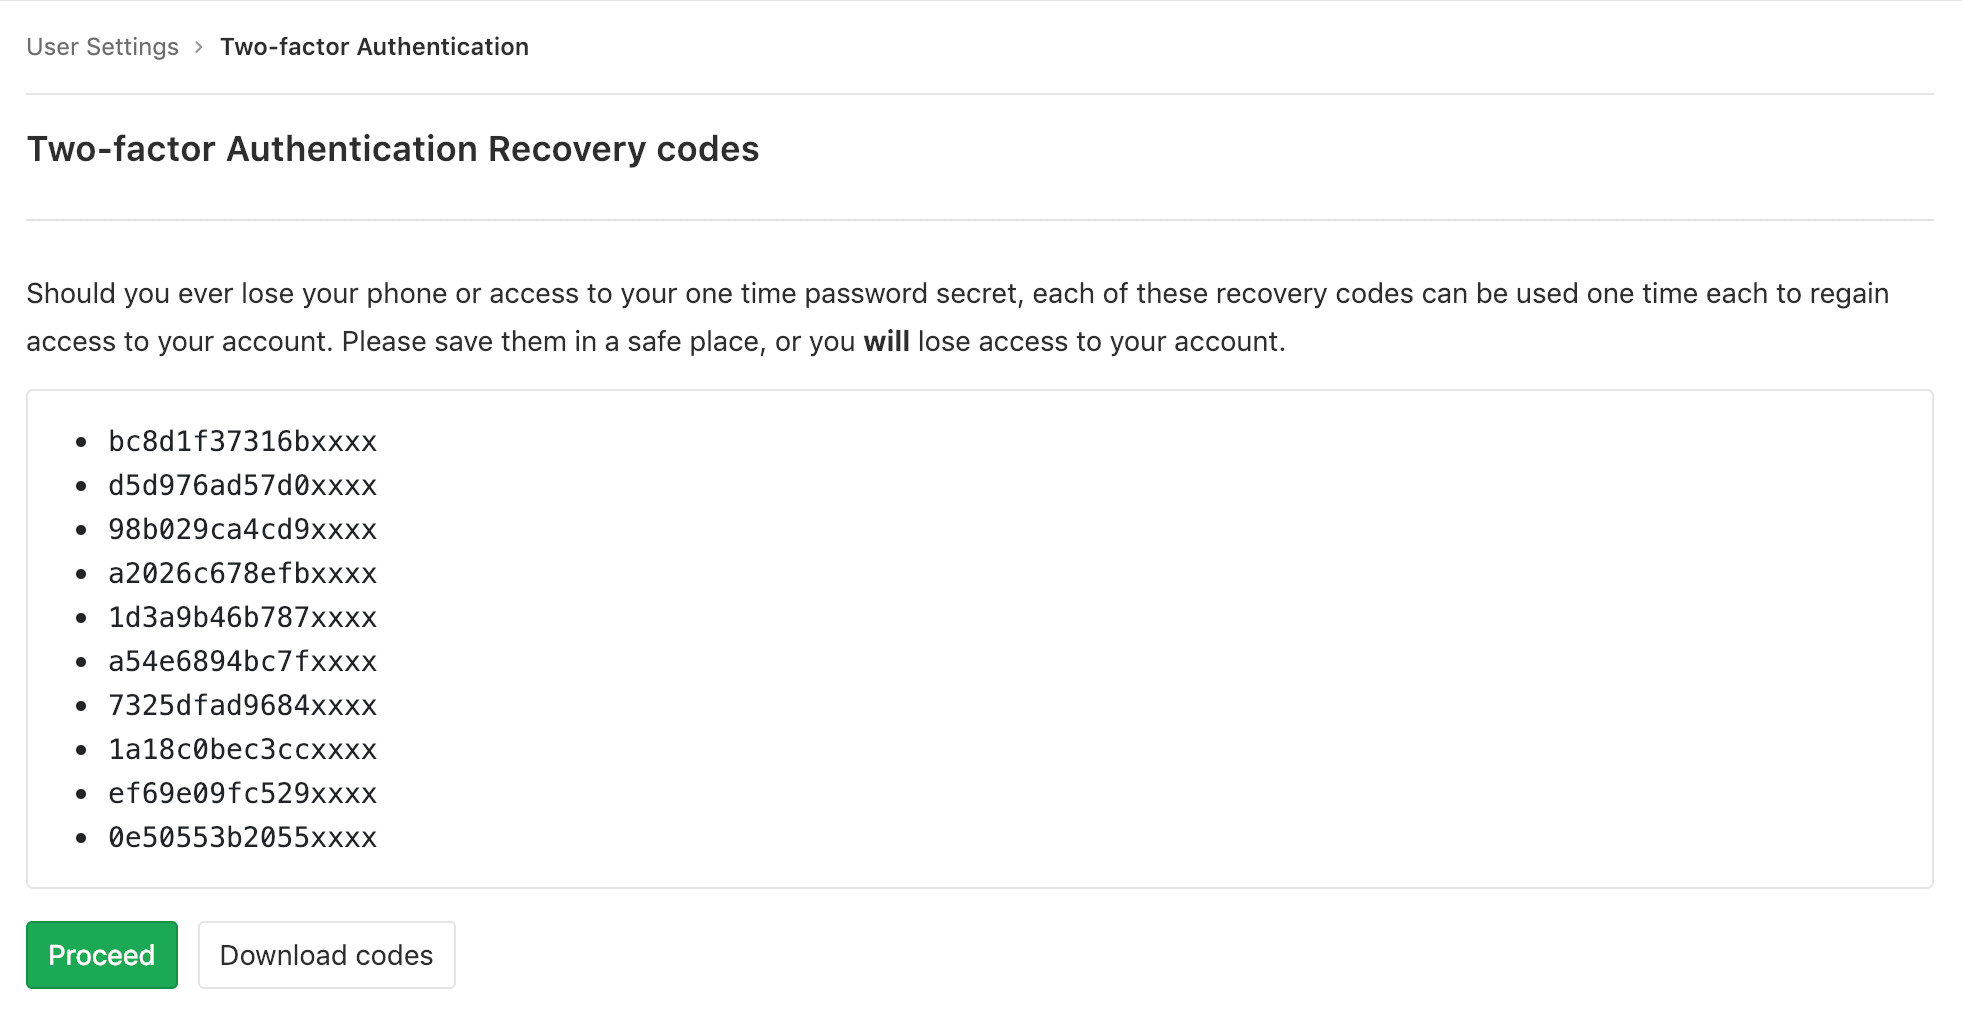 User Settings > Two-factor Authentication
Two-factor Authentication Recovery codes
Should you ever lose your phone or access to your one time password secret, each of these recovery codes can be used one time each to regain
access to your account. Please save them in a safe place, or you will lose access to your account.
• bc8d1f37316bxxxx
• d5d976ad57d0xxxx
• 98b029ca4cd9xxxx
• a2026c678efbxxxx
• 1d3a9b46b787xxxx
• a54e6894bc7fxxxx
• 7325dfad9684xxxx
• 1a18c0bec3ccxxxx
• ef69e09fc529xxxx
• 0e50553b2055xxxx
Proceed Download codes